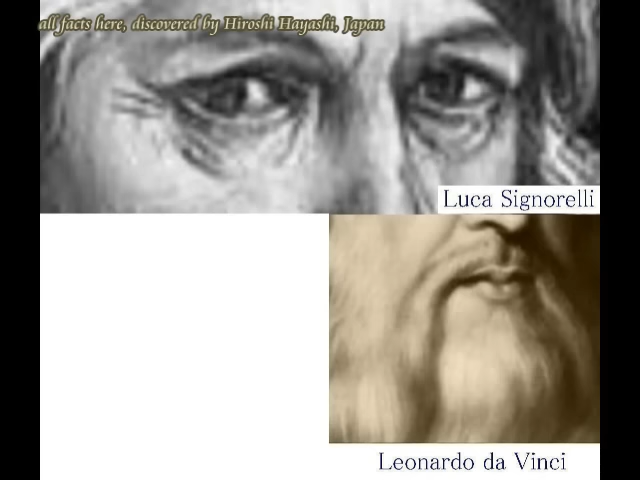 all facts here, discovered by Hiroshi Hayashi, Japan
Luca Signorelli
Leonardo da Vinci